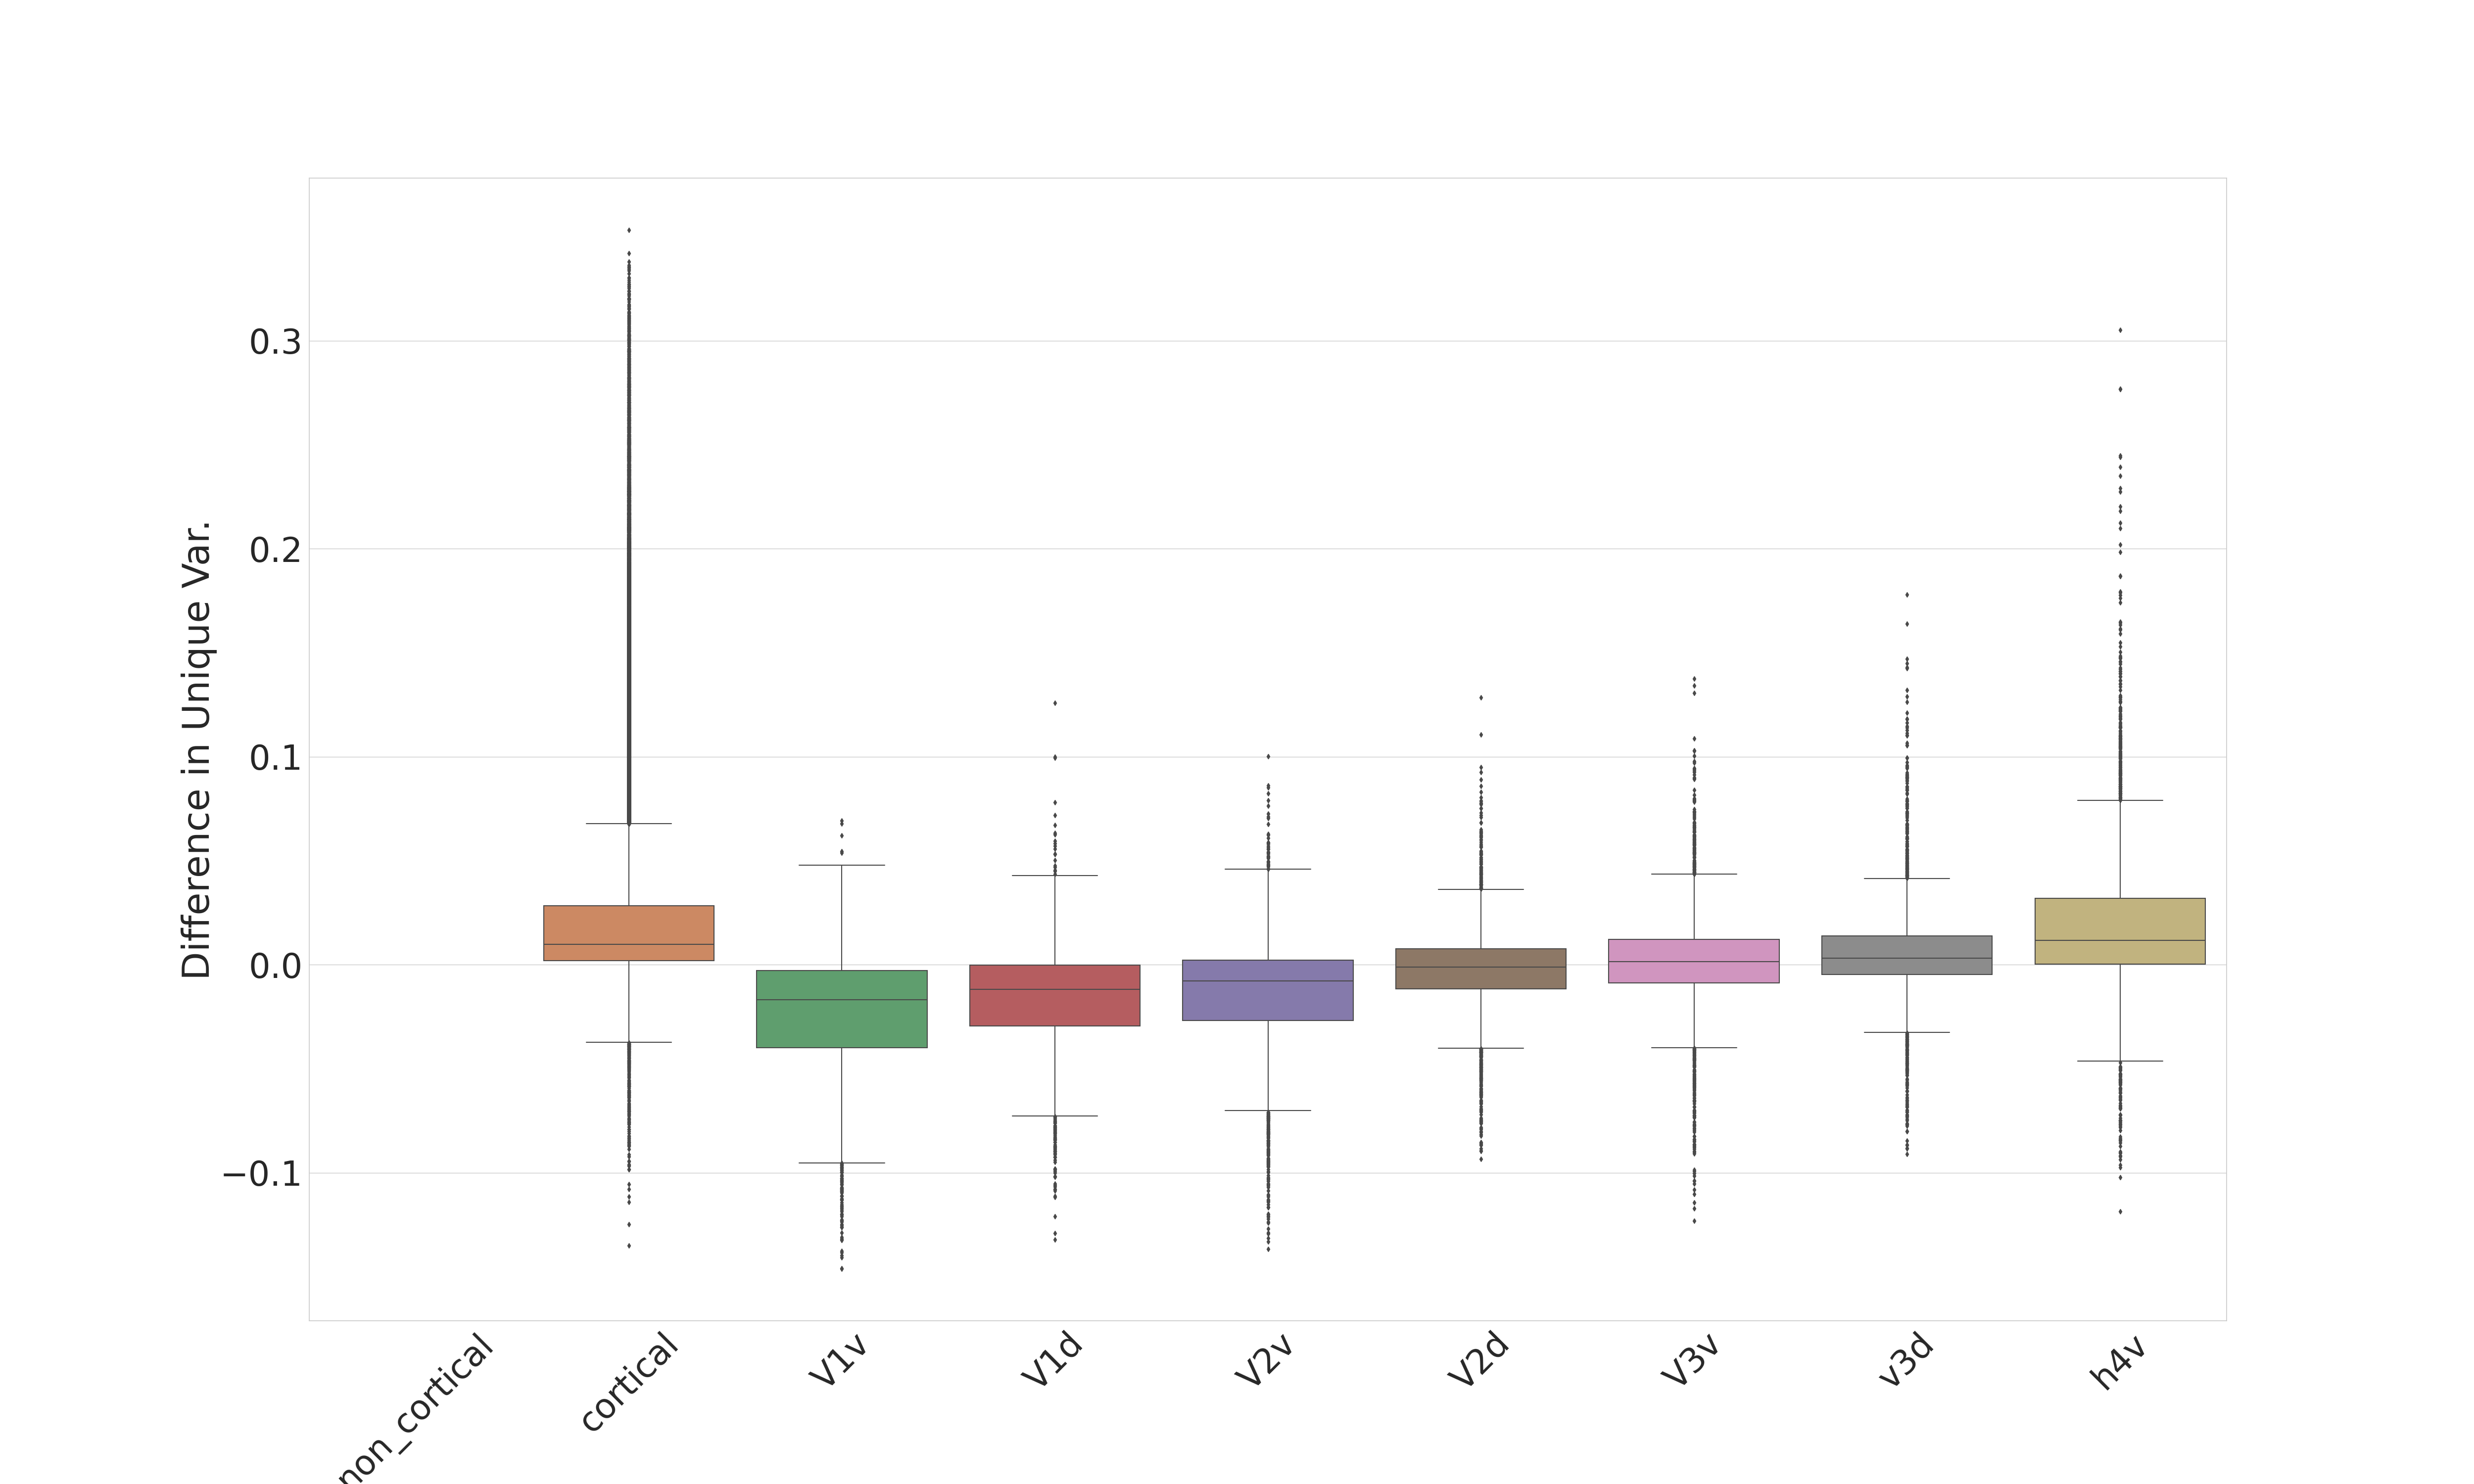 Difference in Unique Var.
0.3
0.2
0.1
0.0
−0.1
non_cortical
cortical
V1v
V1d
V2v
V2d
V3v
v3d
h4v